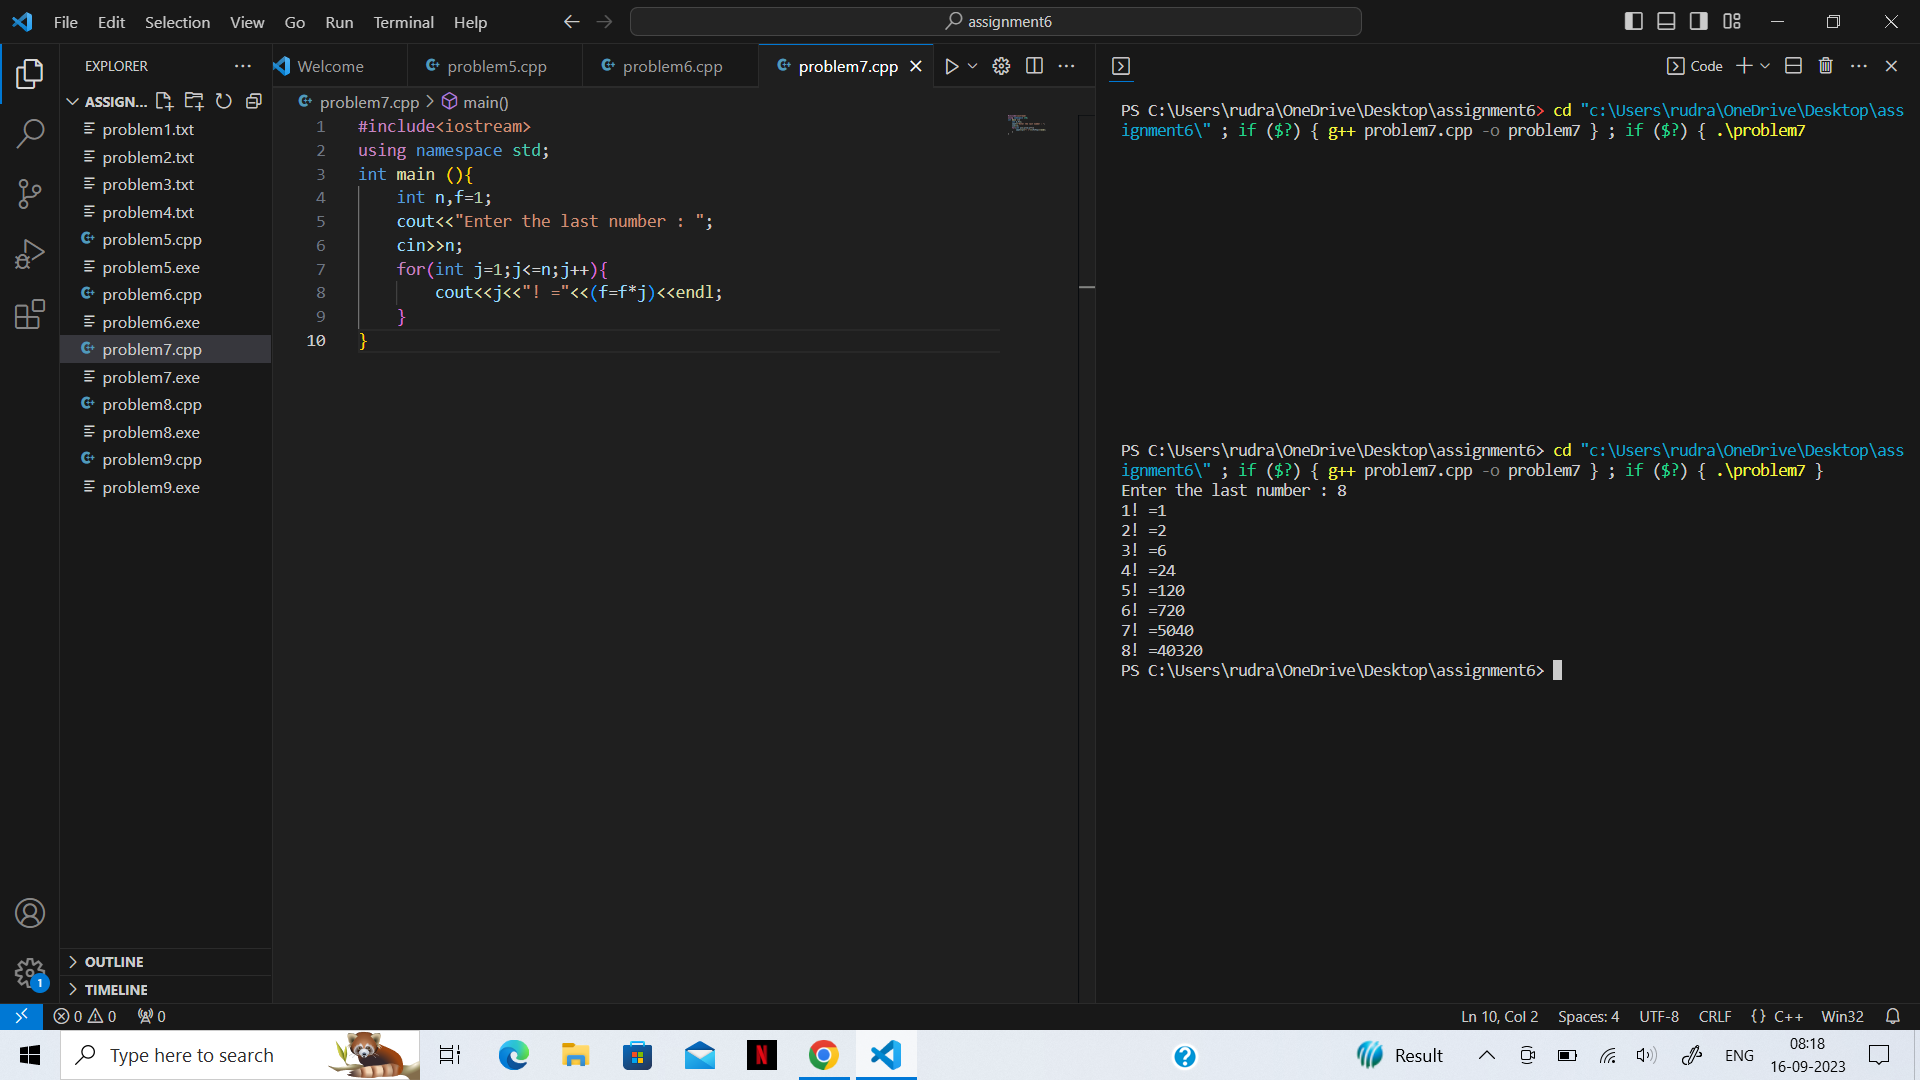 File Edit Selection View Go Run Terminal Help
assignment6
EXPLORER
ASSIGN...
problem1.txt
problem2.txt
problem3.txt
problem4.txt
problem5.cpp
problem5.exe
problem6.cpp
problem6.exe
problem7.cpp
problem7.exe
problem8.cpp
problem8.exe
problem9.cpp
problem9.exe
OUTLINE
TIMELINE
Welcome problem5.cpp problem6.cpp problem7.cpp
problem7.cpp > main()
1 #include<iostream>
2 using namespace std;
3 int main (){
4 int n,f=1;
5 cout<<"Enter the last number : ";
6 cin>>n;
7 for(int j=1;j<=n;j++){
8 cout<<j<<"! ="<<(f=f*j)<<endl;
9 }
10 }
Code
PS C:\Users\rudra\OneDrive\Desktop\assignment6> cd "c:\Users\rudra\OneDrive\Desktop\ass
ignment6\" ; if ($?) { g++ problem7.cpp -o problem7 } ; if ($?) { .\problem7
PS C:\Users\rudra\OneDrive\Desktop\assignment6> cd "c:\Users\rudra\OneDrive\Desktop\ass
ignment6\" ; if ($?) { g++ problem7.cpp -o problem7 } ; if ($?) { .\problem7 }
Enter the last number : 8
1! =1
2! =2
3! =6
4! =24
5! =120
6! =720
7! =5040
8! =40320
PS C:\Users\rudra\OneDrive\Desktop\assignment6>
1
0 0 0 Ln 10, Col 2 Spaces: 4 UTF-8 CRLF {} C++ Win32
Type here to search
Result
ENG
08:18
16-09-2023